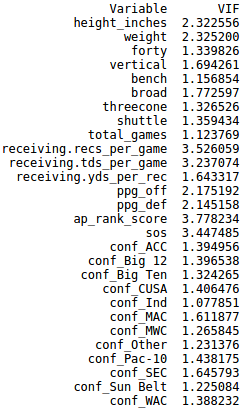 Variable VIF
height_inches 2.322556
weight 2.325200
forty 1.339826
vertical 1.694261
bench 1.156854
broad 1.772597
threecone 1.326526
shuttle 1.359434
total_games 1.123769
receiving.recs_per_game 3.526059
receiving.tds_per_game 3.237074
receiving.yds_per_rec 1.643317
ppg_off 2.175192
ppg_def 2.145158
ap_rank_score 3.778234
sos 3.447485
conf_ACC 1.394956
conf_Big 12 1.396538
conf_Big Ten 1.324265
conf_CUSA 1.406476
conf_Ind 1.077851
conf_MAC 1.611877
conf_MWC 1.265845
conf_Other 1.231376
conf_Pac-10 1.438175
conf_SEC 1.645793
conf_Sun Belt 1.225084
conf_WAC 1.388232